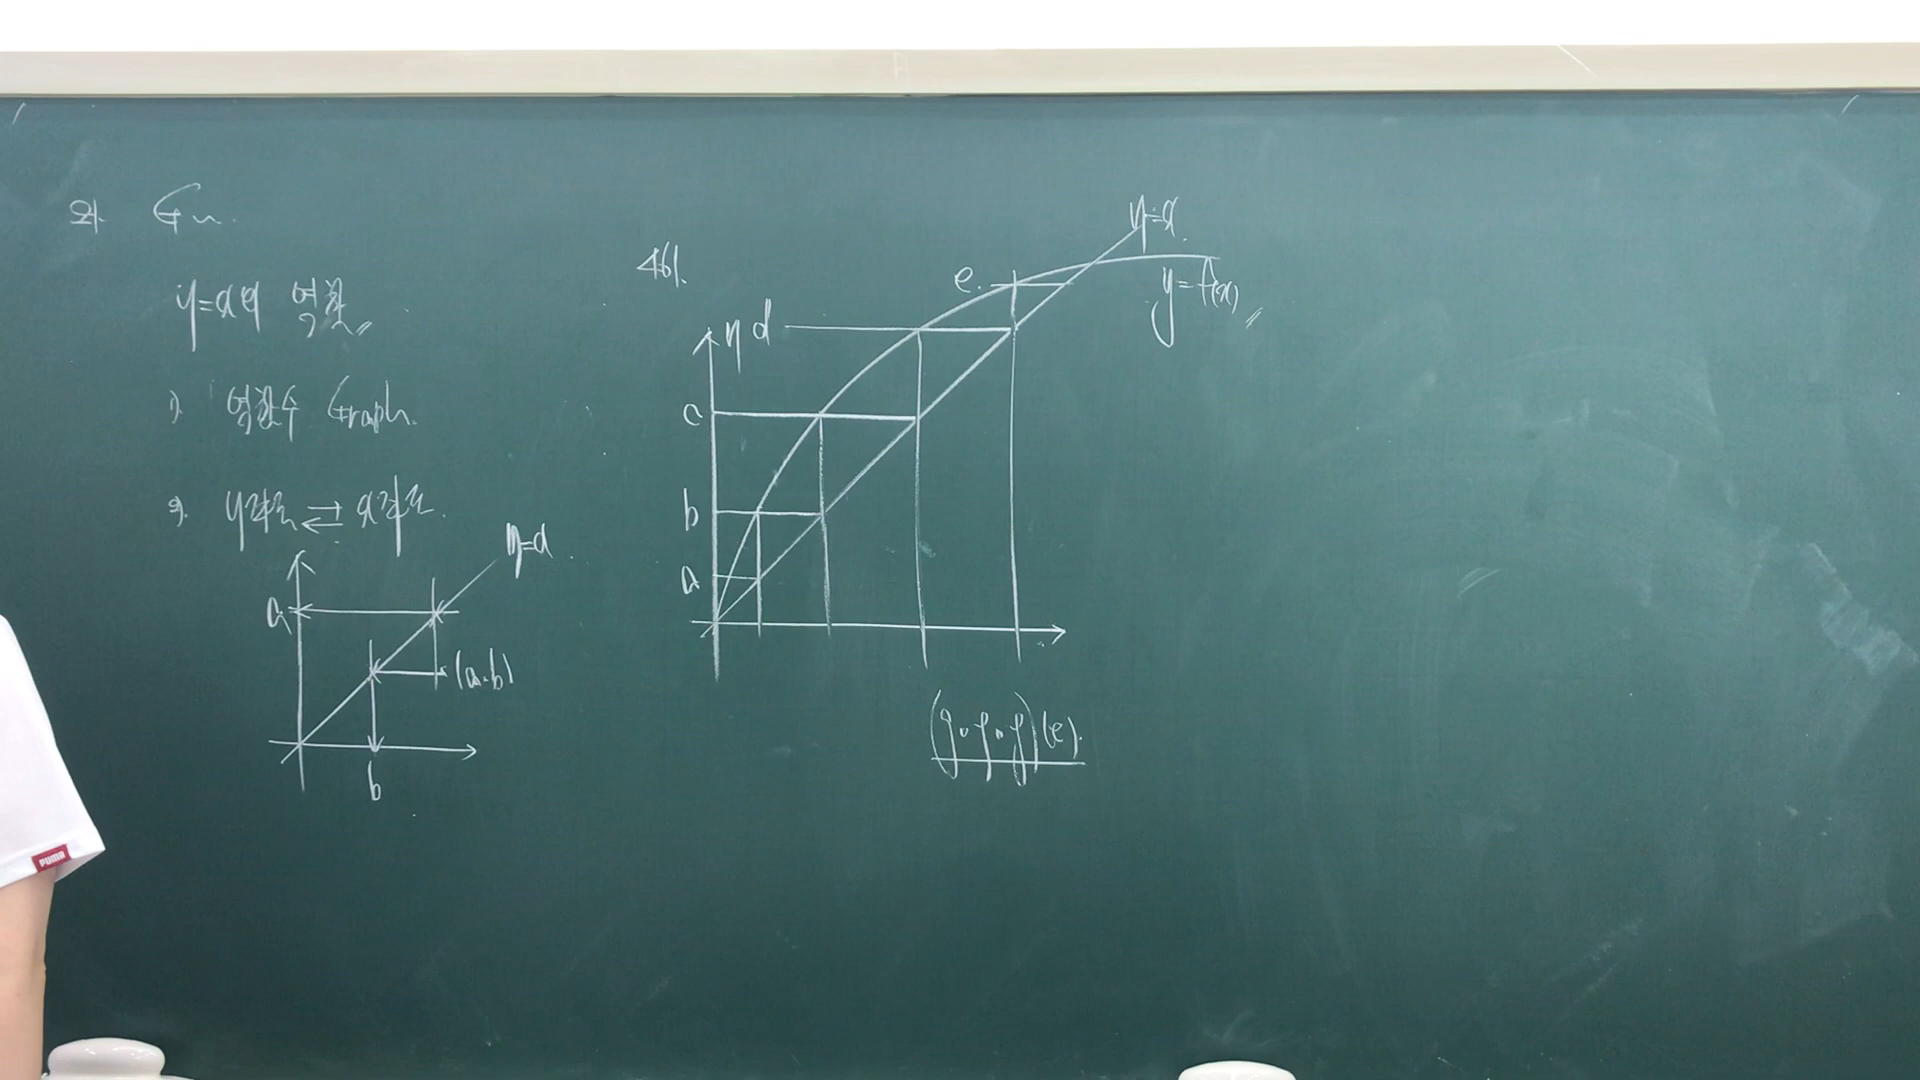 y=x의 역할
1). 역함수 Graph.
2). y좌표 ⇄ x좌표.
y=x
a
(a.b)
b
461.
y=x.
e.
y=f(x)
y
d
c
b
a
(g∘g∘g)(e).
PUMA